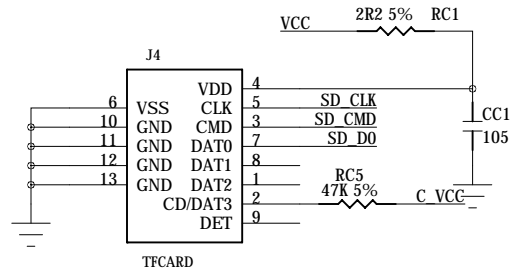 VCC 2R2 5% RC1
J4
VDD 4
6 VSS CLK 5 SD_CLK
10 GND CMD 3 SD_CMD
11 GND DAT0 7 SD_D0
12 GND DAT1 8
13 GND DAT2 1
CD/DAT3 2
DET 9
CC1
105
RC5
47K 5%
C_VCC
TFCARD